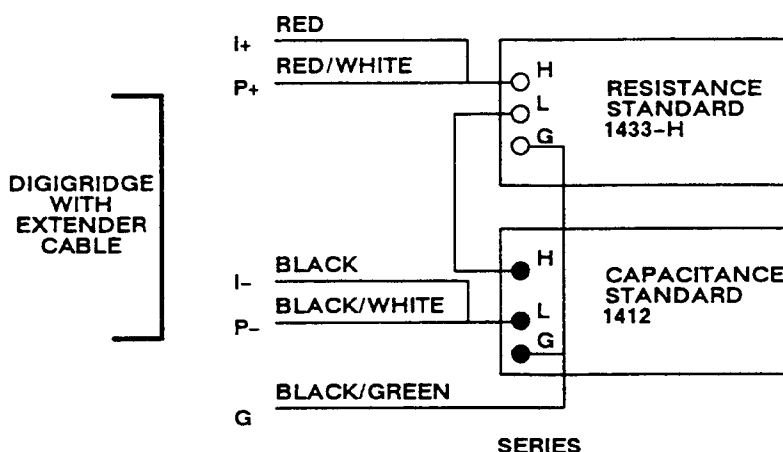 I+
RED
P+
RED/WHITE
H
L
G
RESISTANCE
STANDARD
1433-H
DIGIGRIDGE
WITH
EXTENDER
CABLE
I-
BLACK
P-
BLACK/WHITE
H
L
G
CAPACITANCE
STANDARD
1412
G
BLACK/GREEN
SERIES